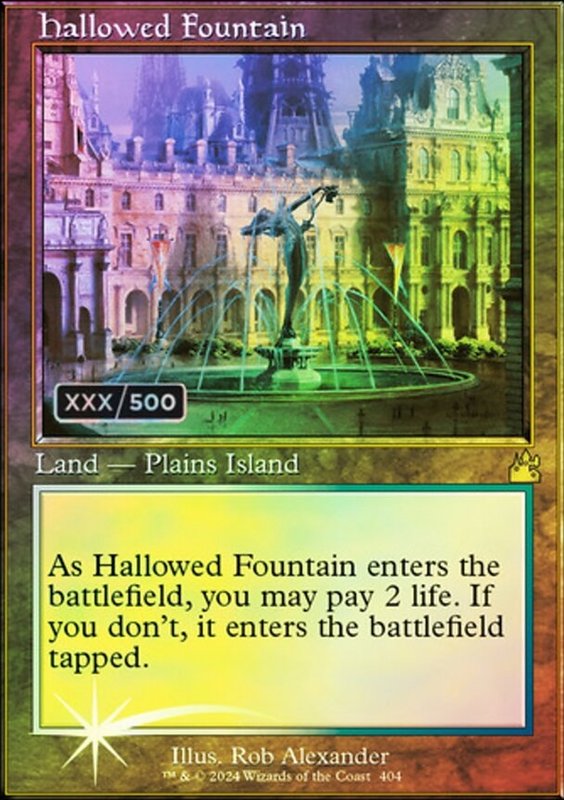 Hallowed Fountain
XXX/500
Land — Plains Island
As Hallowed Fountain enters the
battlefield, you may pay 2 life. If
you don't, it enters the battlefield
tapped.
Illus. Rob Alexander
™ & © 2024 Wizards of the Coast 404